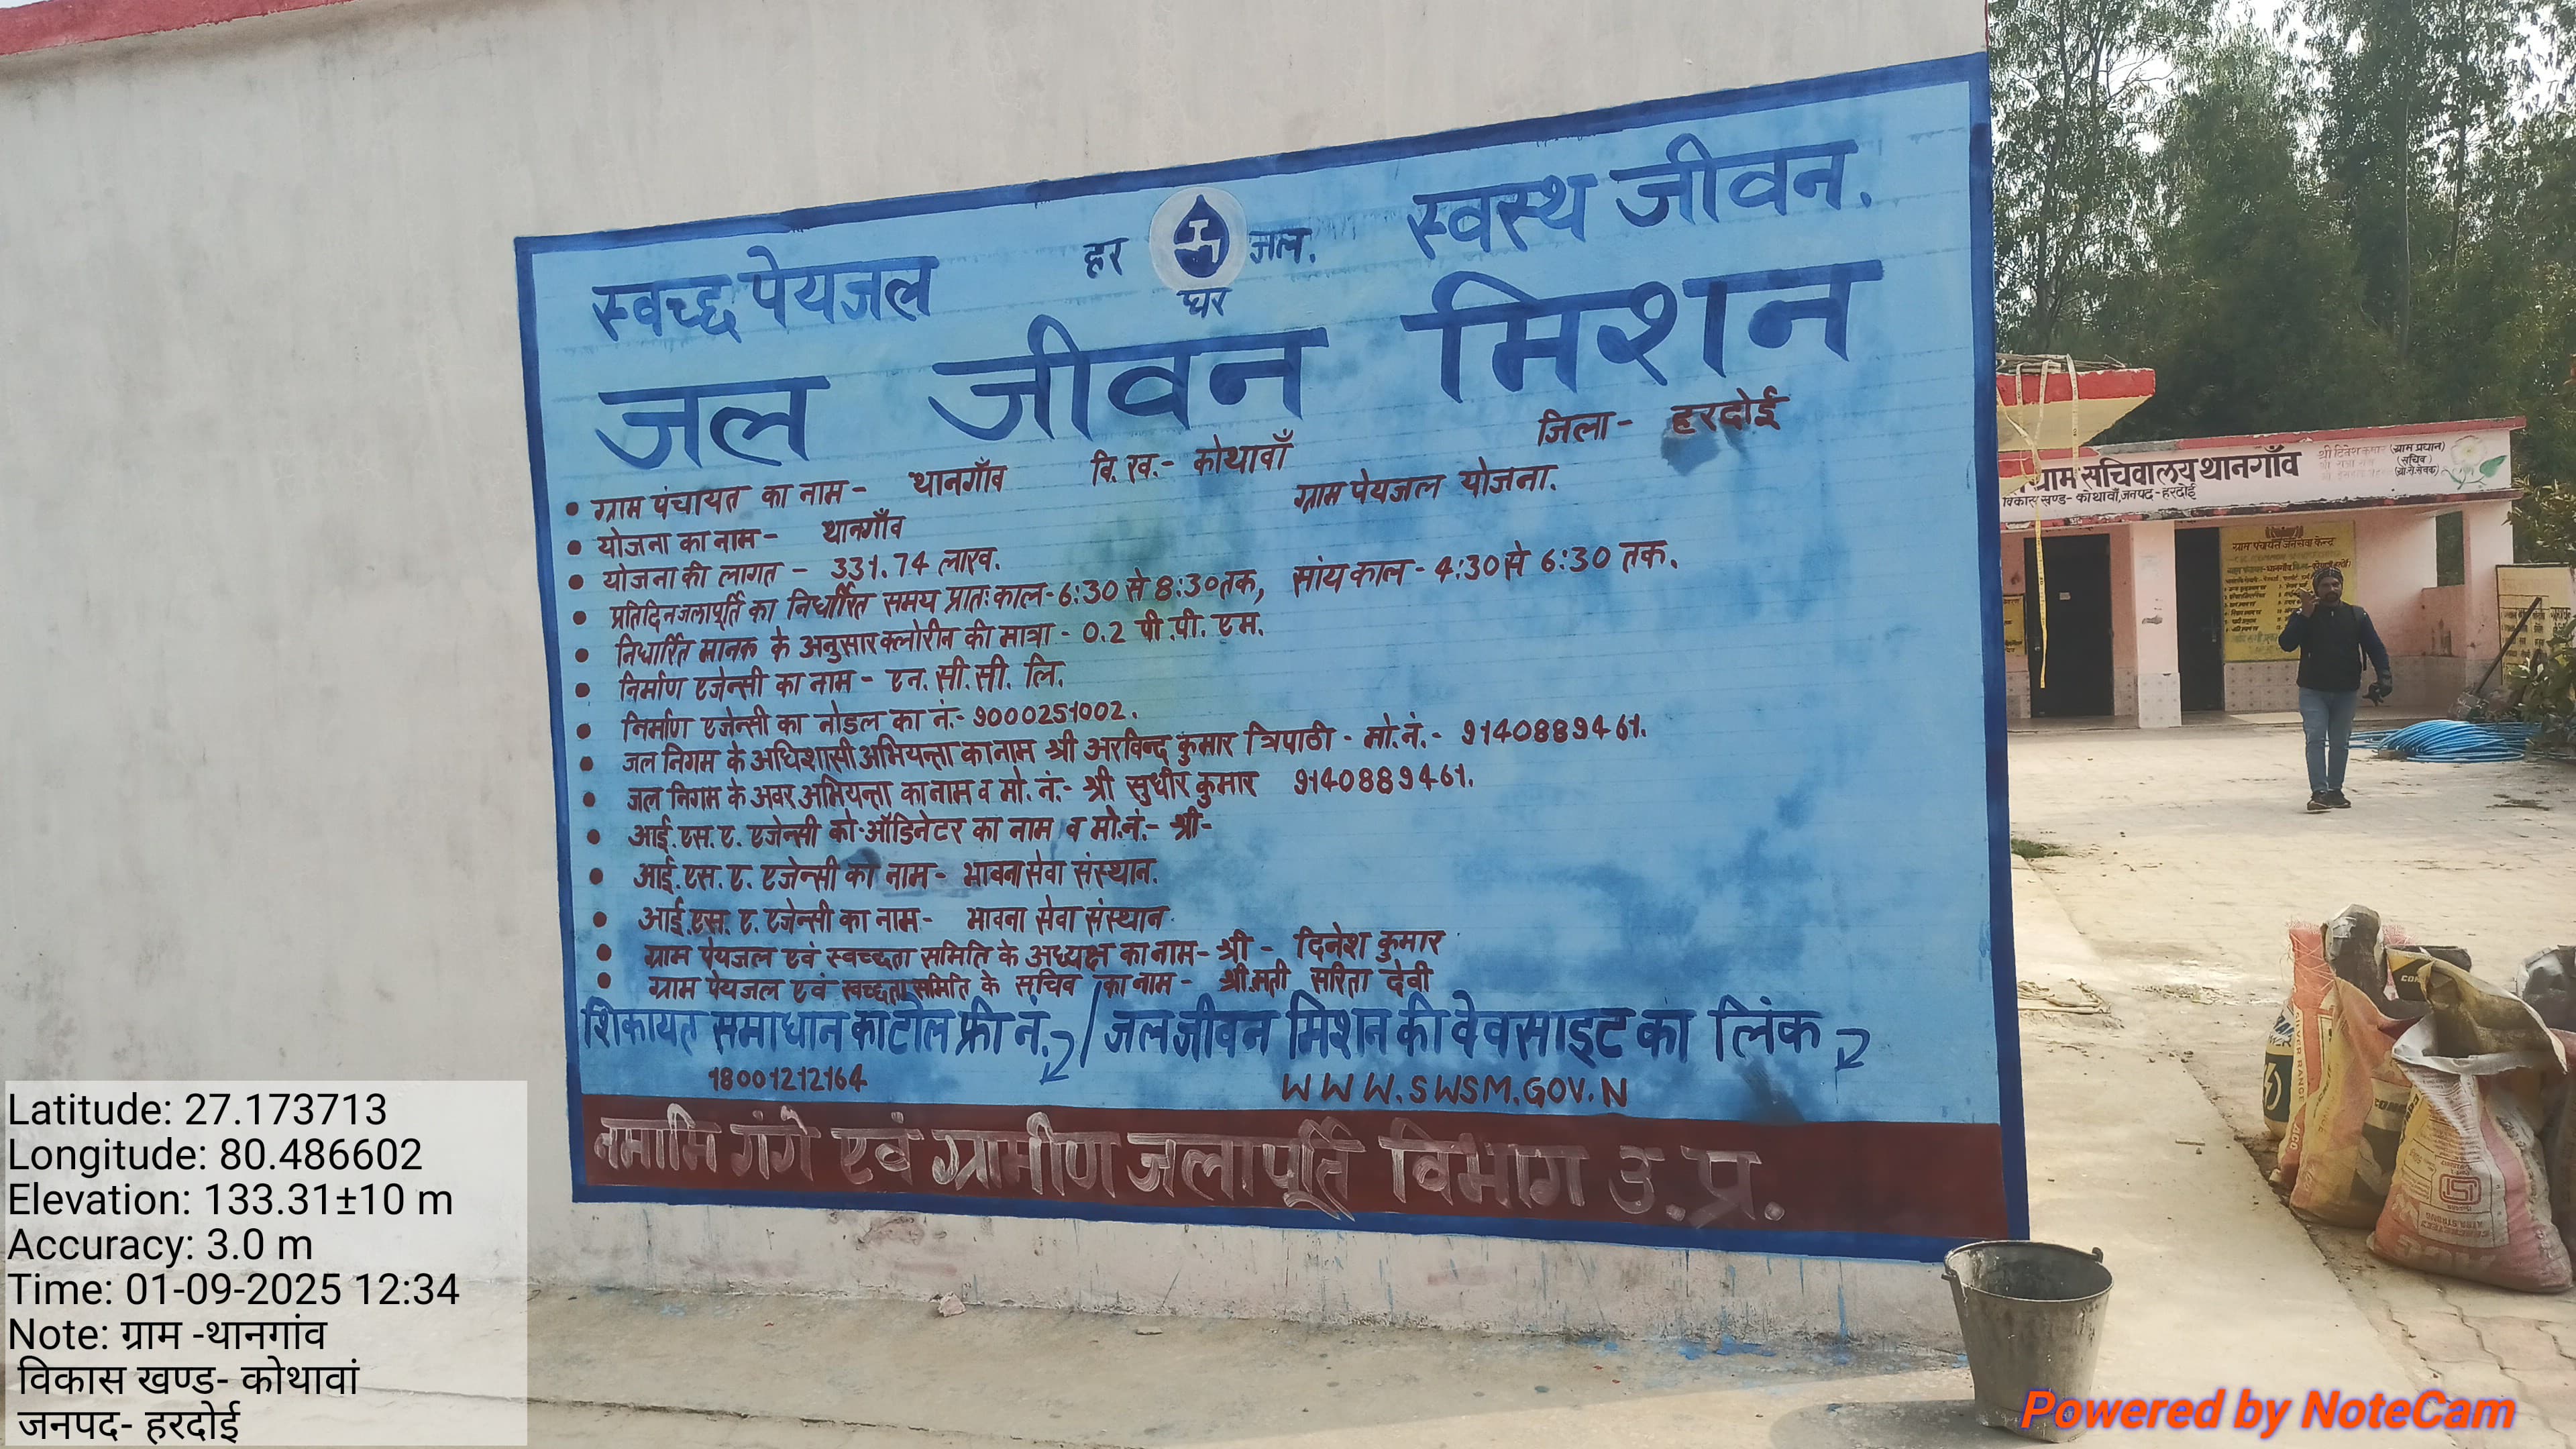 स्वच्छ पेयजल हर घर जल. स्वस्थ जीवन.
जल जीवन मिशन
• ग्राम पंचायत का नाम - थानगाँव वि. ख. - कोथावाँ जिला - हरदोई
• योजना का नाम - थानगाँव ग्राम पेयजल योजना.
• योजना की लागत - 331.74 लाख.
• प्रतिदिन जलापूर्ति का निर्धारित समय प्रातः काल - 6:30 से 8:30 तक, सांय काल - 4:30 से 6:30 तक.
• निर्धारित मानक के अनुसार क्लोरीन की मात्रा - 0.2 पी.पी. एम.
• निर्माण एजेन्सी का नाम - एन. सी. सी. लि.
• निर्माण एजेन्सी का नोडल का नं.- 9000251002.
• जल निगम के अधिशासी अभियन्ता का नाम श्री अरविन्द कुमार त्रिपाठी - मो. नं. - 9140889461.
• जल निगम के अवर अभियन्ता का नाम व मो. नं.- श्री सुधीर कुमार 9140889461.
• आई. एस. ए. एजेन्सी को-ऑडिनेटर का नाम व मो.नं.- श्री-
• आई. एस. ए. एजेन्सी का नाम - भावना सेवा संस्थान.
• आई. एस. ए. एजेन्सी का नाम - भावना सेवा संस्थान
• ग्राम पेयजल एवं स्वच्छता समिति के अध्यक्ष का नाम - श्री - दिनेश कुमार
• ग्राम पेयजल एवं स्वच्छता समिति के सचिव का नाम - श्री.मती सरिता देवी
शिकायत समाधान का टोल फ्री नं. / जल जीवन मिशन की वेवसाइट का लिंक
18001212164 WWW.SWSM.GOV.N
नमामि गंगे एवं ग्रामीण जलापूर्ति विभाग उ.प्र.
ग्राम सचिवालय थानगाँव
विकास खण्ड- कोथावाँ, जनपद - हरदोई
(ग्राम प्रधान)
(सचिव)
ग्राम पंचायत जनसेवा केन्द्र
Latitude: 27.173713
Longitude: 80.486602
Elevation: 133.31±10 m
Accuracy: 3.0 m
Time: 01-09-2025 12:34
Note: ग्राम -थानगांव
विकास खण्ड- कोथावां
जनपद- हरदोई
Powered by NoteCam